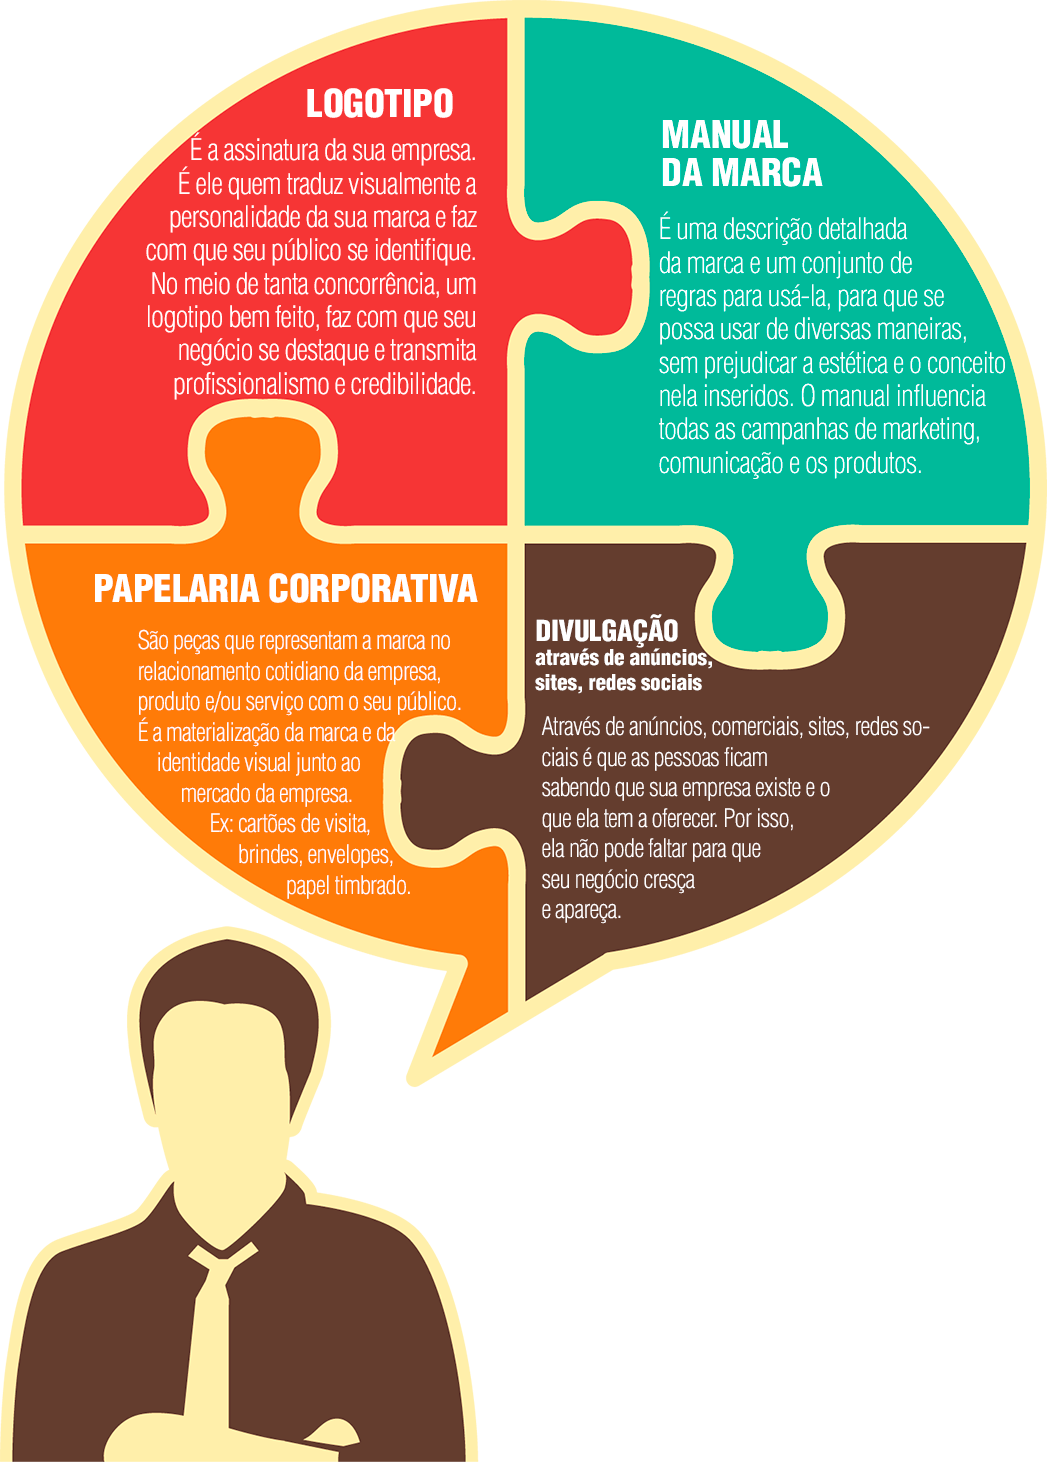 LOGOTIPO
É a assinatura da sua empresa.
É ele quem traduz visualmente a
personalidade da sua marca e faz
com que seu público se identifique.
No meio de tanta concorrência, um
logotipo bem feito, faz com que seu
negócio se destaque e transmita
profissionalismo e credibilidade.
MANUAL
DA MARCA
É uma descrição detalhada
da marca e um conjunto de
regras para usá-la, para que se
possa usar de diversas maneiras,
sem prejudicar a estética e o conceito
nela inseridos. O manual influencia
todas as campanhas de marketing,
comunicação e os produtos.
PAPELARIA CORPORATIVA
São peças que representam a marca no
relacionamento cotidiano da empresa,
produto e/ou serviço com o seu público.
É a materialização da marca e da
identidade visual junto ao
mercado da empresa.
Ex: cartões de visita,
brindes, envelopes,
papel timbrado.
DIVULGAÇÃO
através de anúncios,
sites, redes sociais
Através de anúncios, comerciais, sites, redes so-
ciais é que as pessoas ficam
sabendo que sua empresa existe e o
que ela tem a oferecer. Por isso,
ela não pode faltar para que
seu negócio cresça
e apareça.